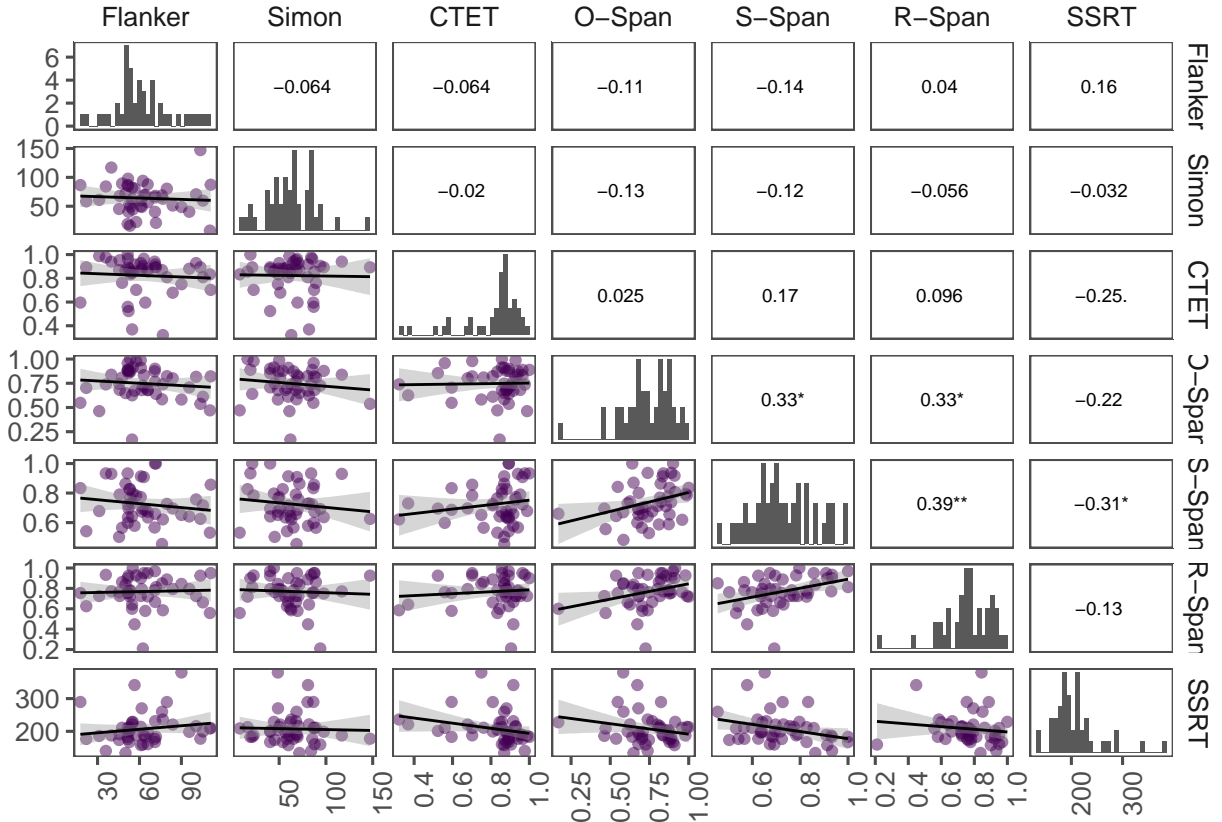 Flanker Simon CTET O−Span S−Span R−Span SSRT
6
4
2
0
−0.064 −0.064 −0.11 −0.14 0.04 0.16
Flanker
150
100
50
−0.02 −0.13 −0.12 −0.056 −0.032
Simon
1.0
0.8
0.6
0.4
0.025 0.17 0.096 −0.25.
CTET
1.00
0.75
0.50
0.25
0.33* 0.33* −0.22
O−Span
1.0
0.8
0.6
0.39** −0.31*
S−Span
1.0
0.8
0.6
0.4
0.2
−0.13
R−Span
300
200
SSRT
30 60 90 50 100 150 0.4 0.6 0.8 1.0 0.25 0.50 0.75 1.00 0.6 0.8 1.0 0.2 0.4 0.6 0.8 1.0 200 300